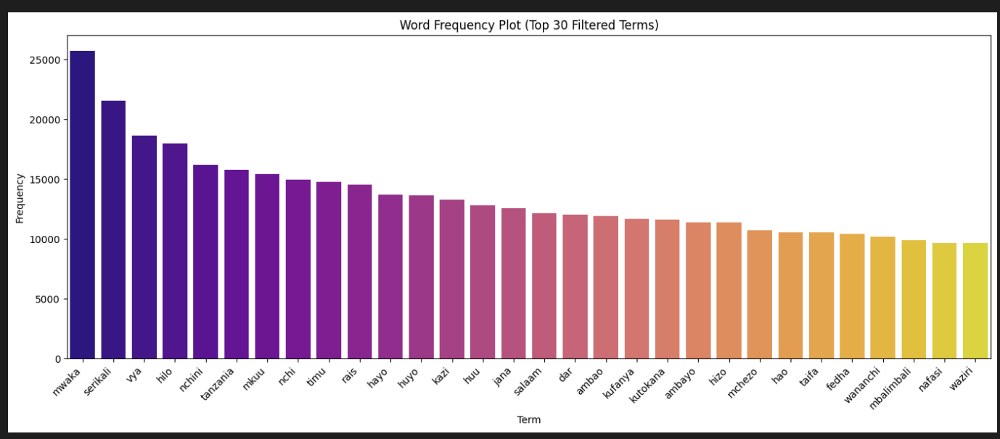 Word Frequency Plot (Top 30 Filtered Terms)
Frequency
25000
20000
15000
10000
5000
0
mwaka
serikali
vya
hilo
nchini
tanzania
mkuu
nchi
timu
rais
hayo
huyo
kazi
huu
jana
salaam
dar
ambao
kufanya
kutokana
ambayo
hizo
mchezo
hao
taifa
fedha
wananchi
mbalimbali
nafasi
waziri
Term